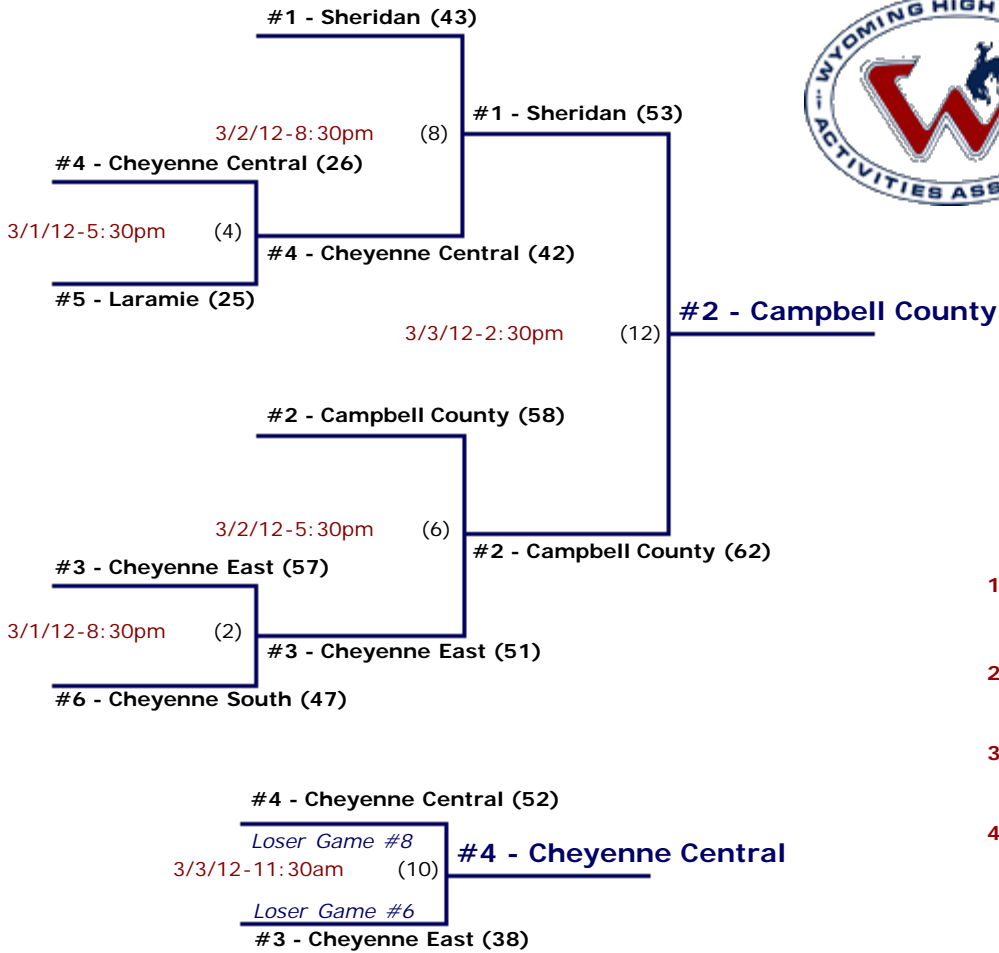 #1 - Sheridan (43)
WYOMING HIGH
ACTIVITIES ASS
3/2/12-8:30pm (8)
#1 - Sheridan (53)
#4 - Cheyenne Central (26)
3/1/12-5:30pm (4)
#4 - Cheyenne Central (42)
#5 - Laramie (25)
3/3/12-2:30pm (12)
#2 - Campbell County
#2 - Campbell County (58)
3/2/12-5:30pm (6)
#2 - Campbell County (62)
#3 - Cheyenne East (57)
3/1/12-8:30pm (2)
#3 - Cheyenne East (51)
#6 - Cheyenne South (47)
1
2
3
4
#4 - Cheyenne Central (52)
Loser Game #8
3/3/12-11:30am (10)
#4 - Cheyenne Central
Loser Game #6
#3 - Cheyenne East (38)